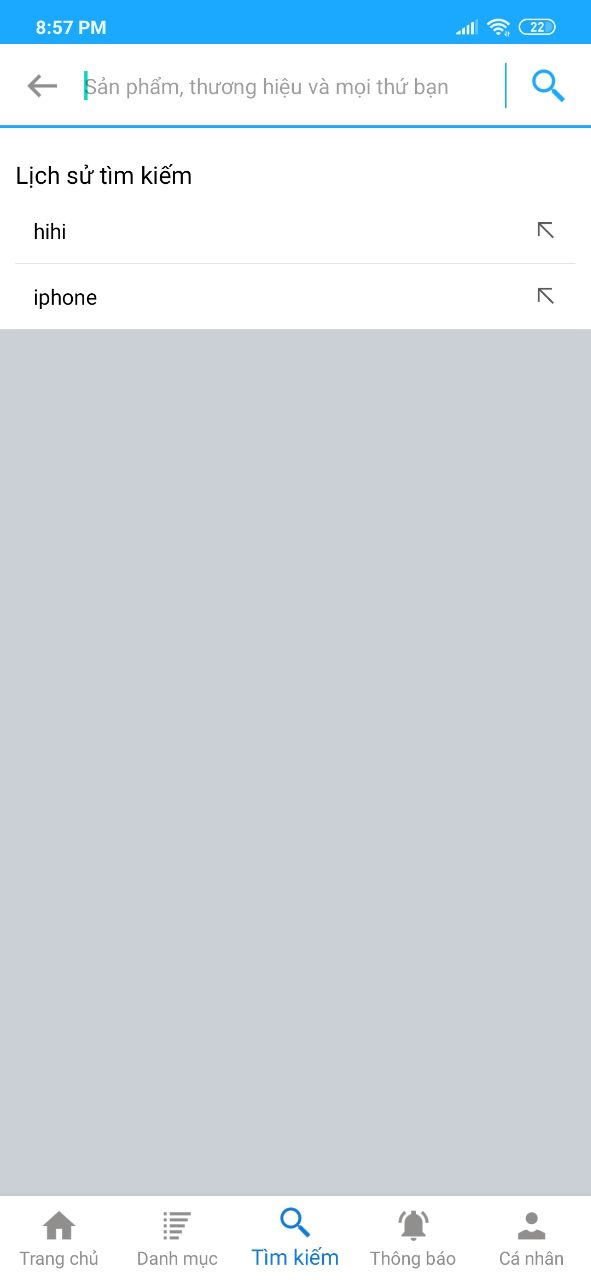 8:57 PM 22
Sản phẩm, thương hiệu và mọi thứ bạn
Lịch sử tìm kiếm
hihi
iphone
Trang chủ Danh mục Tìm kiếm Thông báo Cá nhân